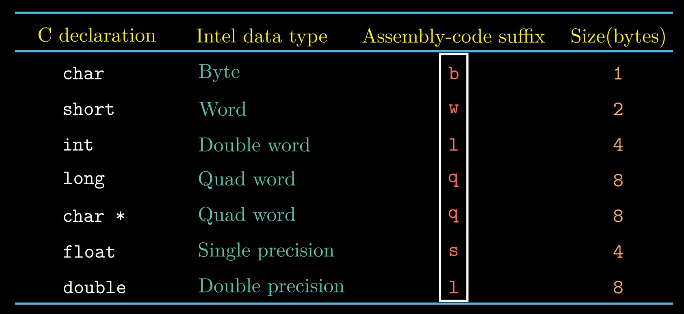 C declaration Intel data type Assembly-code suffix Size(bytes)
char Byte b 1
short Word w 2
int Double word l 4
long Quad word q 8
char * Quad word q 8
float Single precision s 4
double Double precision l 8